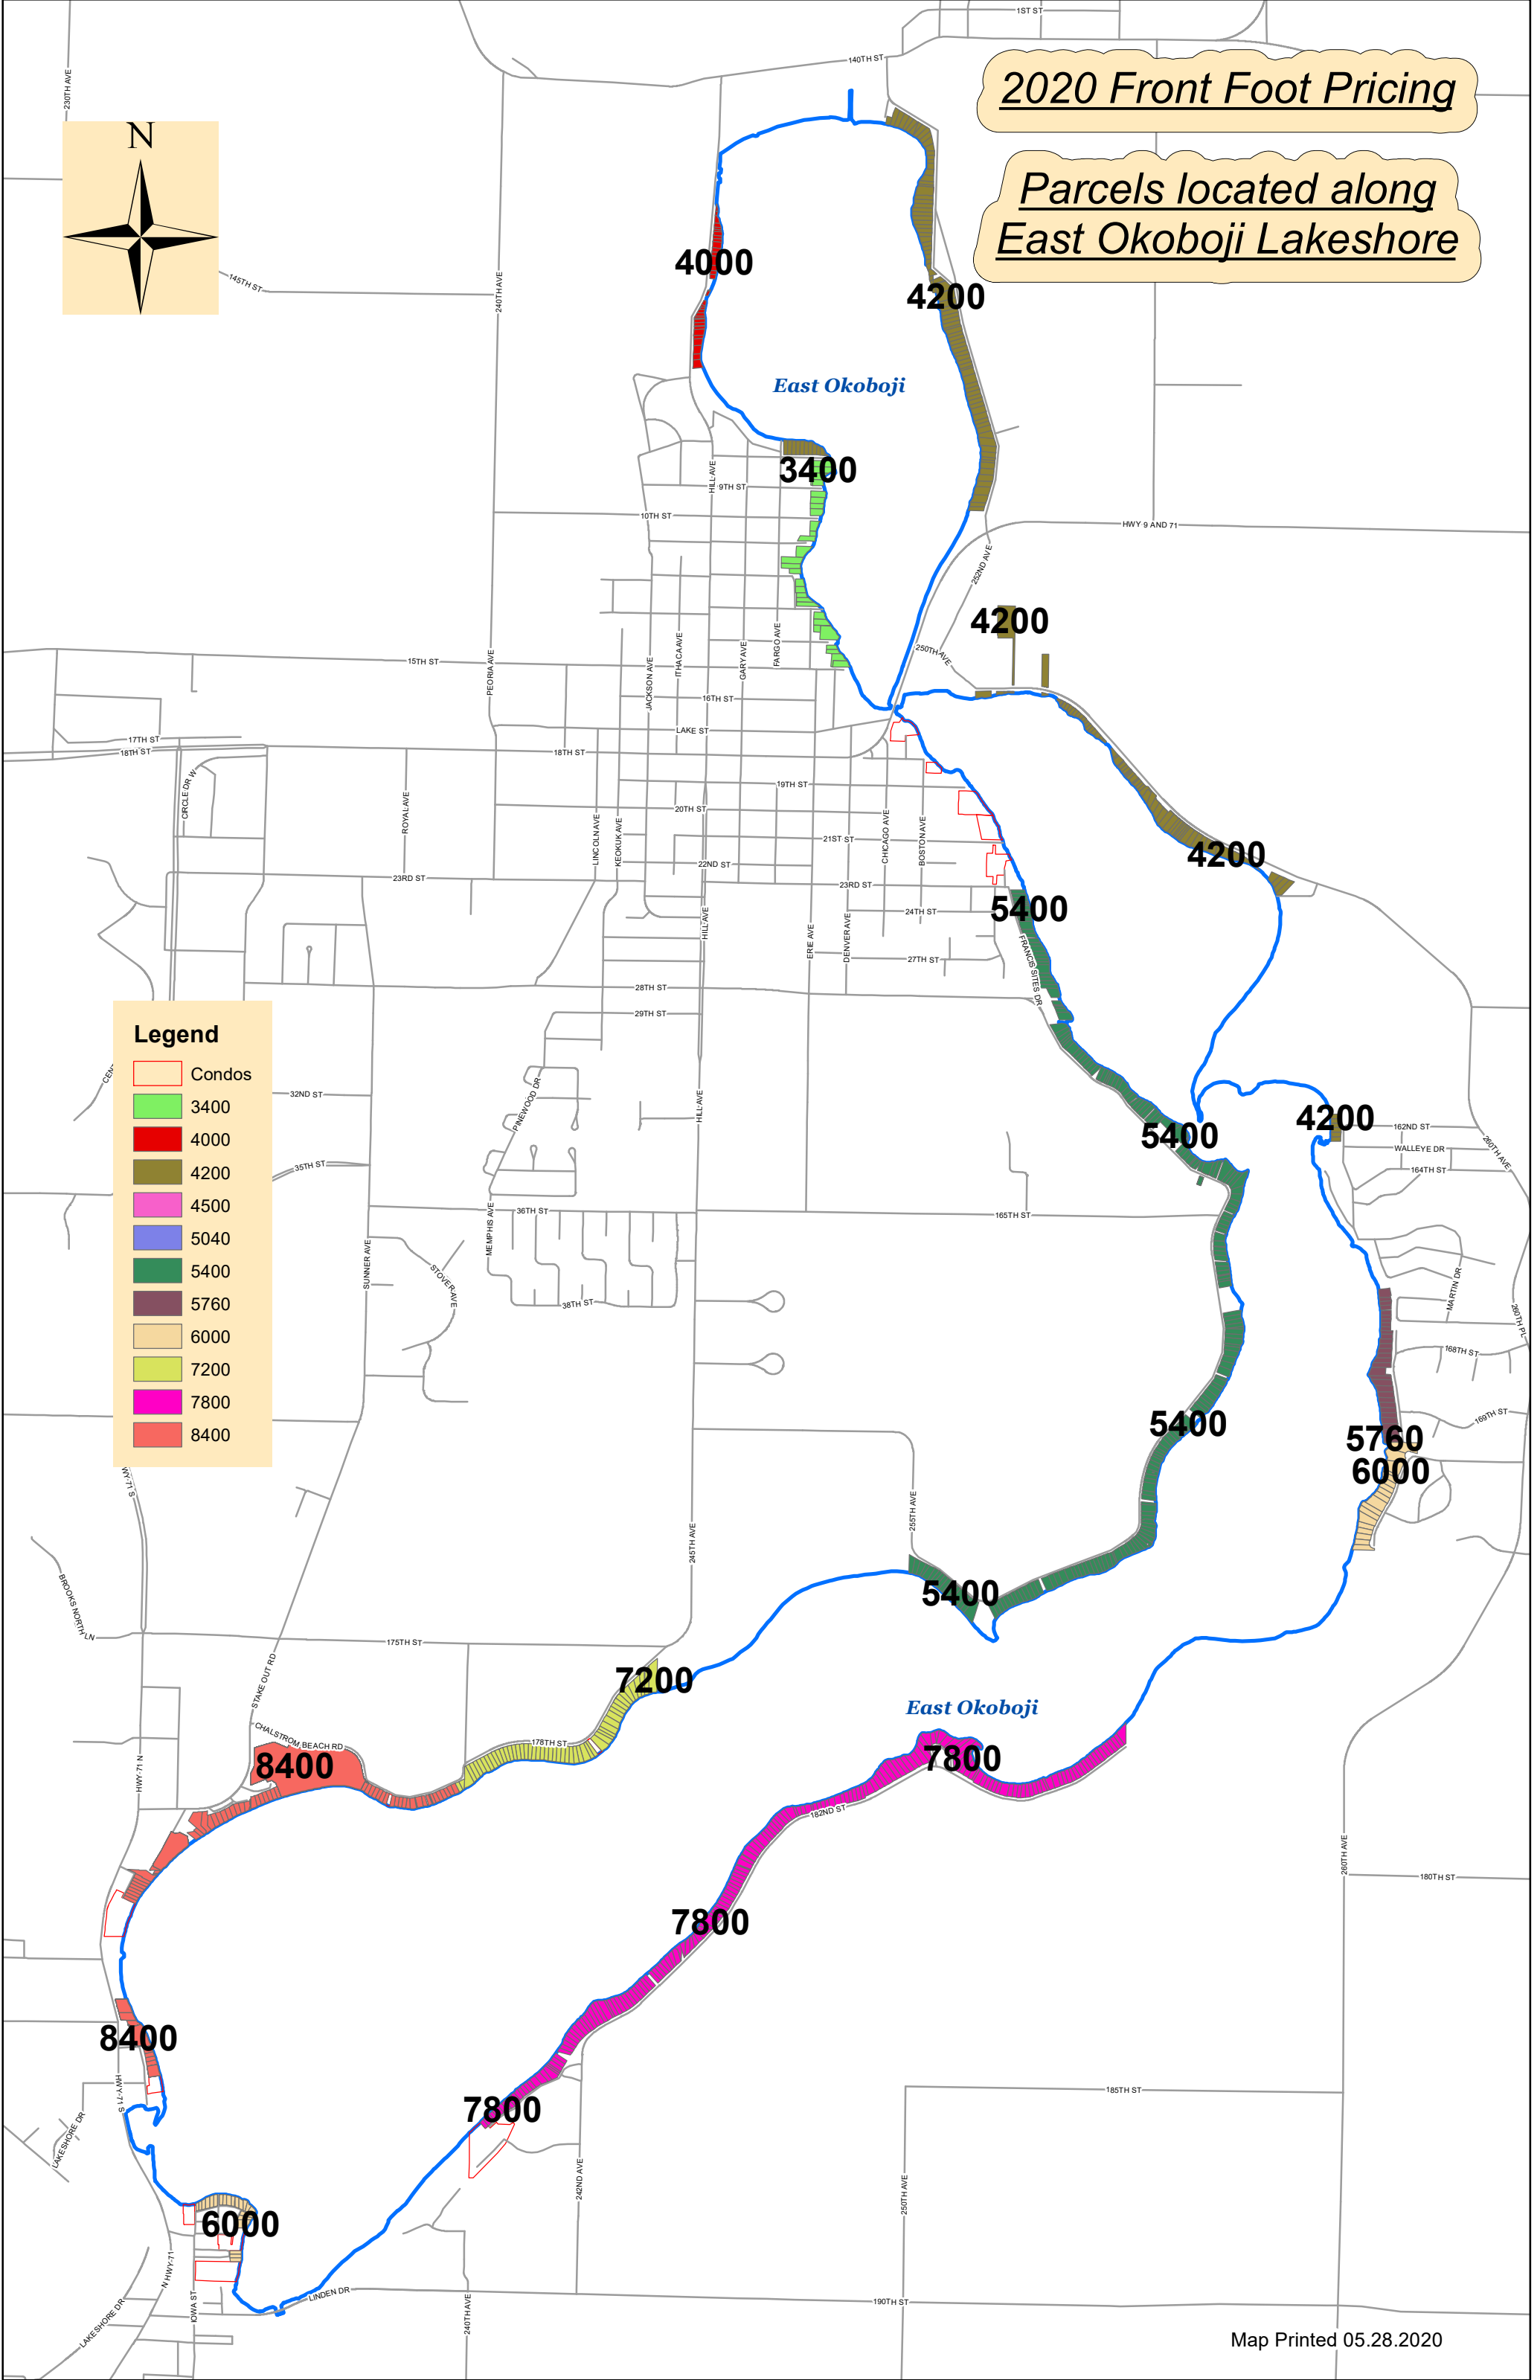 1ST ST
140TH ST
230TH AVE
2020 Front Foot Pricing
N
Parcels located along
East Okoboji Lakeshore
4000
145TH ST
240TH AVE
4200
East Okoboji
3400
HILL AVE
9TH ST
10TH ST
HWY 9 AND 71
252ND AVE
4200
250TH AVE
15TH ST
PEORIA AVE
JACKSON AVE
ITHACA AVE
GARY AVE
FARGO AVE
16TH ST
LAKE ST
17TH ST
18TH ST
18TH ST
CIRCLE DR W
ROYAL AVE
19TH ST
20TH ST
LINCOLN AVE
KEOKUK AVE
21ST ST
CHICAGO AVE
BOSTON AVE
22ND ST
4200
23RD ST
23RD ST
5400
24TH ST
HILL AVE
ERIE AVE
DENVER AVE
27TH ST
FRANCIS SITES DR
28TH ST
29TH ST
Legend
Condos
3400
4000
4200
4500
5040
5400
5760
6000
7200
7800
8400
32ND ST
PINEWOOD DR
HILL AVE
5400
4200
162ND ST
WALLEYE DR
164TH ST
260TH AVE
35TH ST
MEMPHIS AVE
36TH ST
165TH ST
SUNNER AVE
STOVER AVE
38TH ST
MARTIN DR
260TH PL
168TH ST
5400
169TH ST
5760
6000
WY-71 S
255TH AVE
245TH AVE
BROOKS NORTH LN
5400
175TH ST
STAKE OUT RD
7200
East Okoboji
CHALSTROM BEACH RD
178TH ST
8400
7800
HWY-71 N
182ND ST
260TH AVE
180TH ST
7800
8400
HWY-71 S
LAKESHORE DR
7800
185TH ST
242ND AVE
250TH AVE
6000
N HWY-71
IOWA ST
LINDEN DR
240TH AVE
190TH ST
LAKESHORE DR
Map Printed 05.28.2020